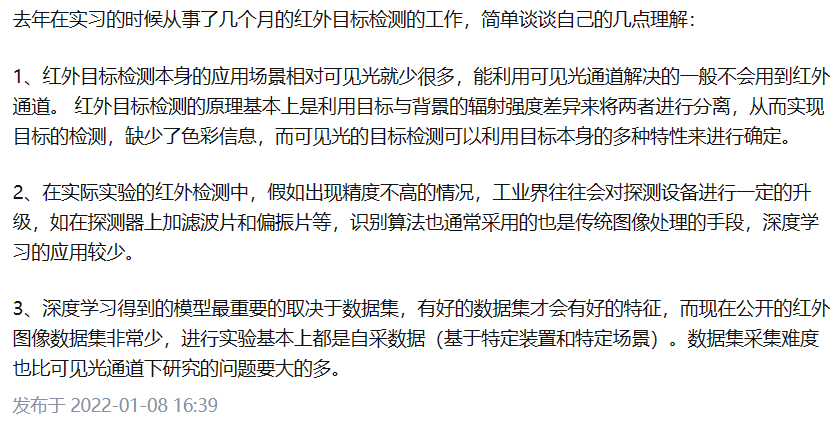 去年在实习的时候从事了几个月的红外目标检测的工作，简单谈谈自己的几点理解：
1、红外目标检测本身的应用场景相对可见光就少很多，能利用可见光通道解决的一般不会用到红外
通道。 红外目标检测的原理基本上是利用目标与背景的辐射强度差异来将两者进行分离，从而实现
目标的检测，缺少了色彩信息，而可见光的目标检测可以利用目标本身的多种特性来进行确定。
2、在实际实验的红外检测中，假如出现精度不高的情况，工业界往往会对探测设备进行一定的升
级，如在探测器上加滤波片和偏振片等，识别算法也通常采用的也是传统图像处理的手段，深度学
习的应用较少。
3、深度学习得到的模型最重要的取决于数据集，有好的数据集才会有好的特征，而现在公开的红外
图像数据集非常少，进行实验基本上都是自采数据（基于特定装置和特定场景）。数据集采集难度
也比可见光通道下研究的问题要大的多。
发布于 2022-01-08 16:39